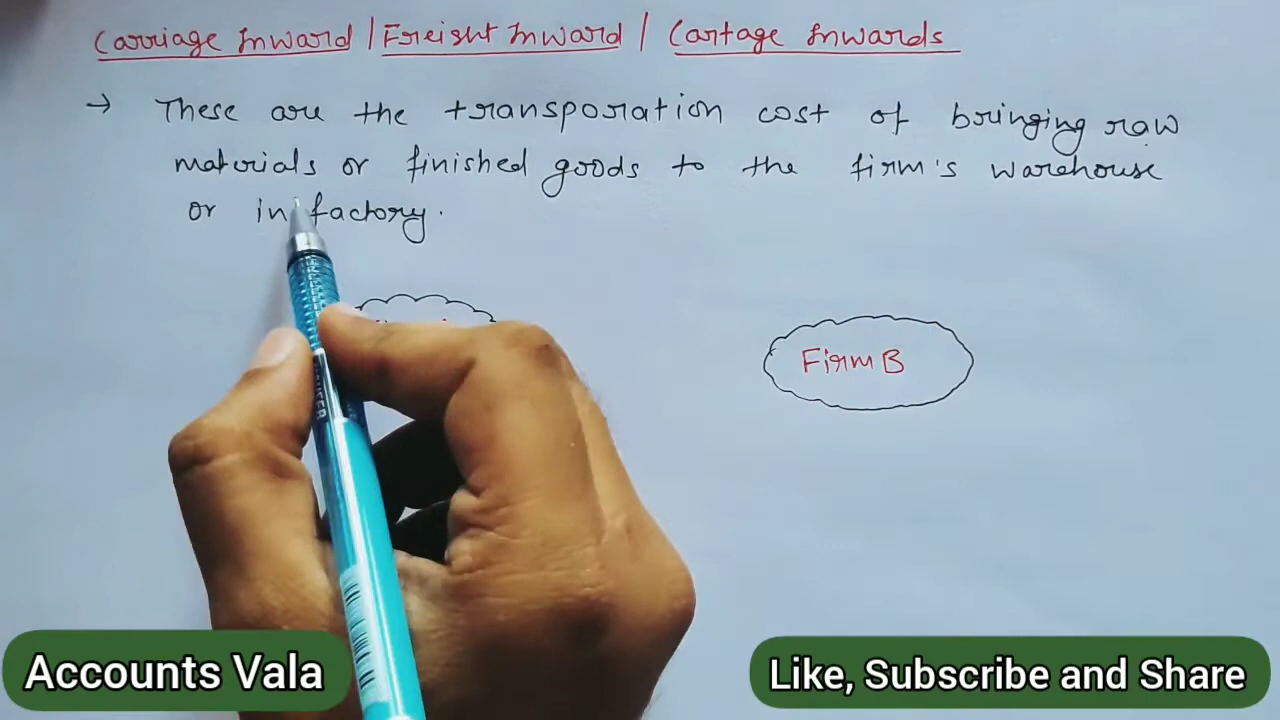 Carriage Inward / Freight Inward / Cartage Inwards
→ These are the transporation cost of bringing raw
materials or finished goods to the firm's warehouse
or in factory.
Firm B
Accounts Vala
Like, Subscribe and Share